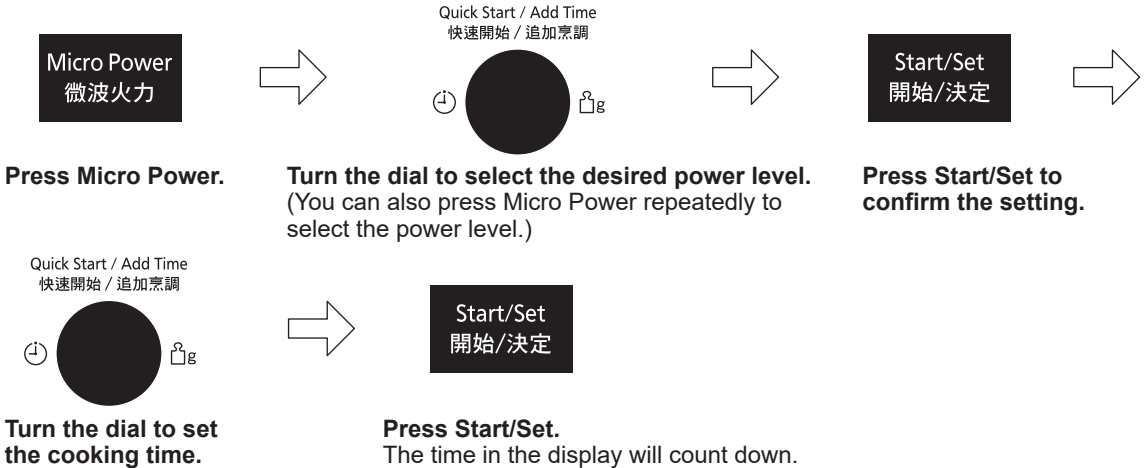 Micro Power
微波火力
Press Micro Power.
Quick Start / Add Time
快速開始 / 追加烹調
g
Turn the dial to select the desired power level.
(You can also press Micro Power repeatedly to
select the power level.)
Start/Set
開始/決定
Press Start/Set to
confirm the setting.
Quick Start / Add Time
快速開始 / 追加烹調
g
Turn the dial to set
the cooking time.
Start/Set
開始/決定
Press Start/Set.
The time in the display will count down.